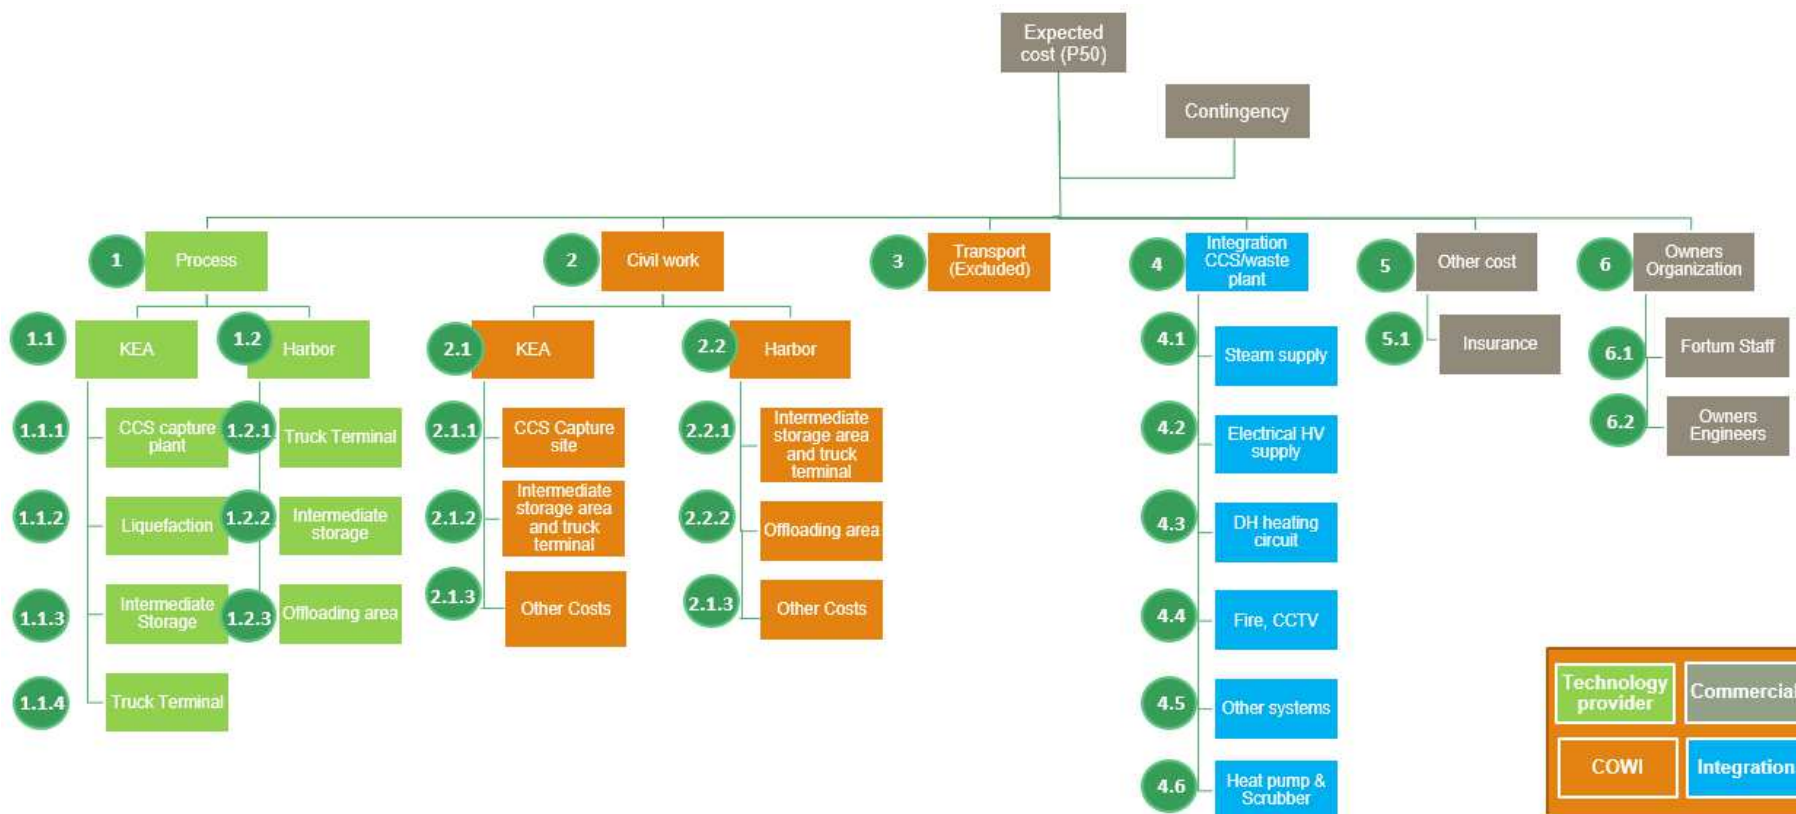 Expected
cost (P50)
Contingency
1
Process
2
Civil work
3
Transport
(Excluded)
4
Integration
CCS/waste
plant
5
Other cost
6
Owners
Organization
1.1
KEA
1.2
Harbor
2.1
KEA
2.2
Harbor
4.1
Steam supply
5.1
Insurance
6.1
Fortum Staff
1.1.1
CCS capture
plant
1.2.1
Truck Terminal
2.1.1
CCS Capture
site
2.2.1
Intermediate
storage area
and truck
terminal
4.2
Electrical HV
supply
6.2
Owners
Engineers
1.1.2
Liquefaction
1.2.2
Intermediate
storage
2.1.2
Intermediate
storage area
and truck
terminal
2.2.2
Offloading area
4.3
DH heating
circuit
1.1.3
Intermediate
Storage
1.2.3
Offloading area
2.1.3
Other Costs
2.1.3
Other Costs
4.4
Fire, CCTV
1.1.4
Truck Terminal
4.5
Other systems
4.6
Heat pump &
Scrubber
Technology
provider
Commercial
COWI
Integration